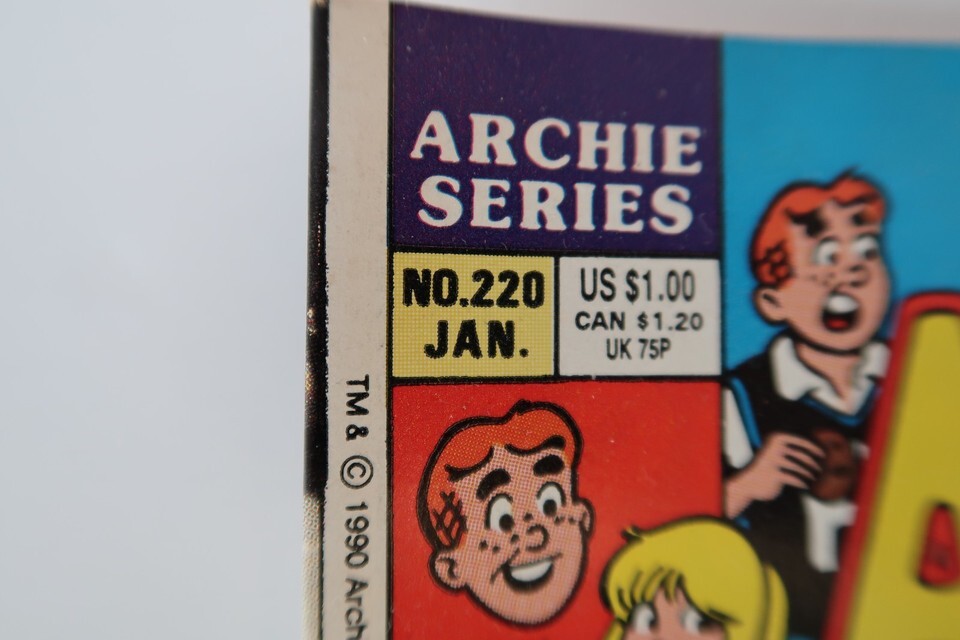 ARCHIE
SERIES
NO.220
JAN.
US $1.00
CAN $1.20
UK 75P
TM & © 1990 Arch
A